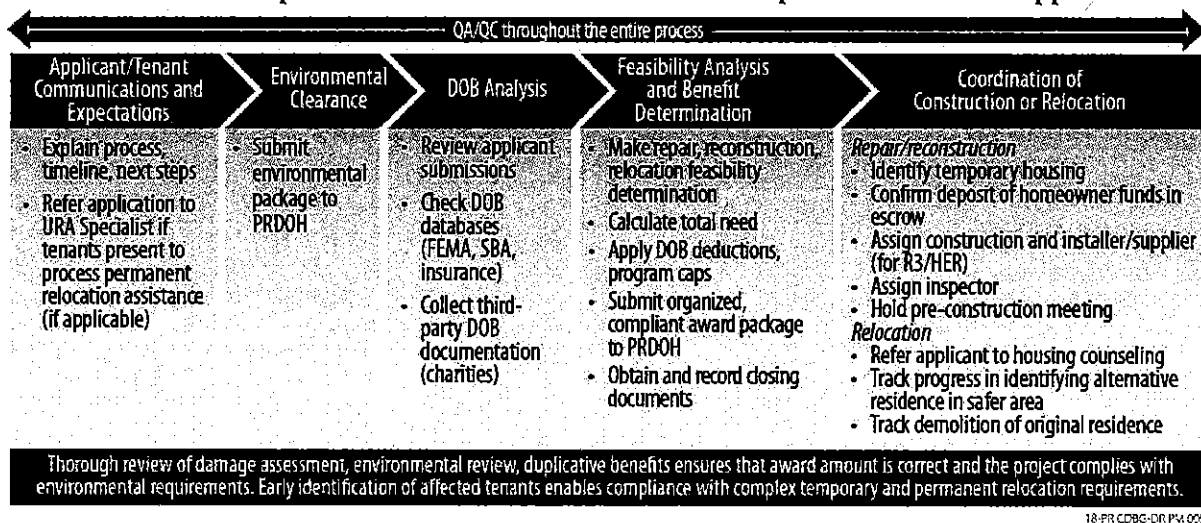 QA/QC throughout the entire process
Applicant/Tenant
Communications and
Expectations
Environmental
Clearance
DOB Analysis
Feasibility Analysis
and Benefit
Determination
Coordination of
Construction or Relocation
• Explain process,
timeline, next steps
• Refer application to
URA Specialist if
tenants present to
process permanent
relocation assistance
(if applicable)
• Submit
environmental
package to
PRDOH
• Review applicant
submissions
• Check DOB
databases
(FEMA, SBA,
insurance)
• Collect third-
party DOB
documentation
(charities)
• Make repair, reconstruction,
relocation feasibility
determination
• Calculate total need
• Apply DOB deductions,
program caps
• Submit organized,
compliant award package
to PRDOH
• Obtain and record closing
documents
Repair/reconstruction
• Identify temporary housing
• Confirm deposit of homeowner funds in
escrow
• Assign construction and installer/supplier
(for R3/HER)
• Assign inspector
• Hold pre-construction meeting
Relocation
• Refer applicant to housing counseling
• Track progress in identifying alternative
residence in safer area
• Track demolition of original residence
Thorough review of damage assessment, environmental review, duplicative benefits ensures that award amount is correct and the project complies with
environmental requirements. Early identification of affected tenants enables compliance with complex temporary and permanent relocation requirements.
18-PR CDBG-DR PM